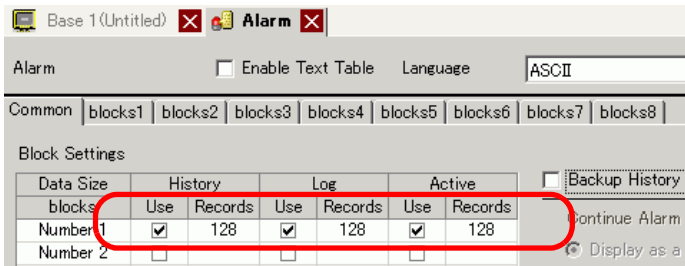 Base 1(Untitled) Alarm
Alarm Enable Text Table Language ASCII
Common blocks1 blocks2 blocks3 blocks4 blocks5 blocks6 blocks7 blocks8
Block Settings
Data Size History Log Active Backup History
blocks Use Records Use Records Use Records
Number 1 128 128 128 Continue Alarm
Number 2 Display as a